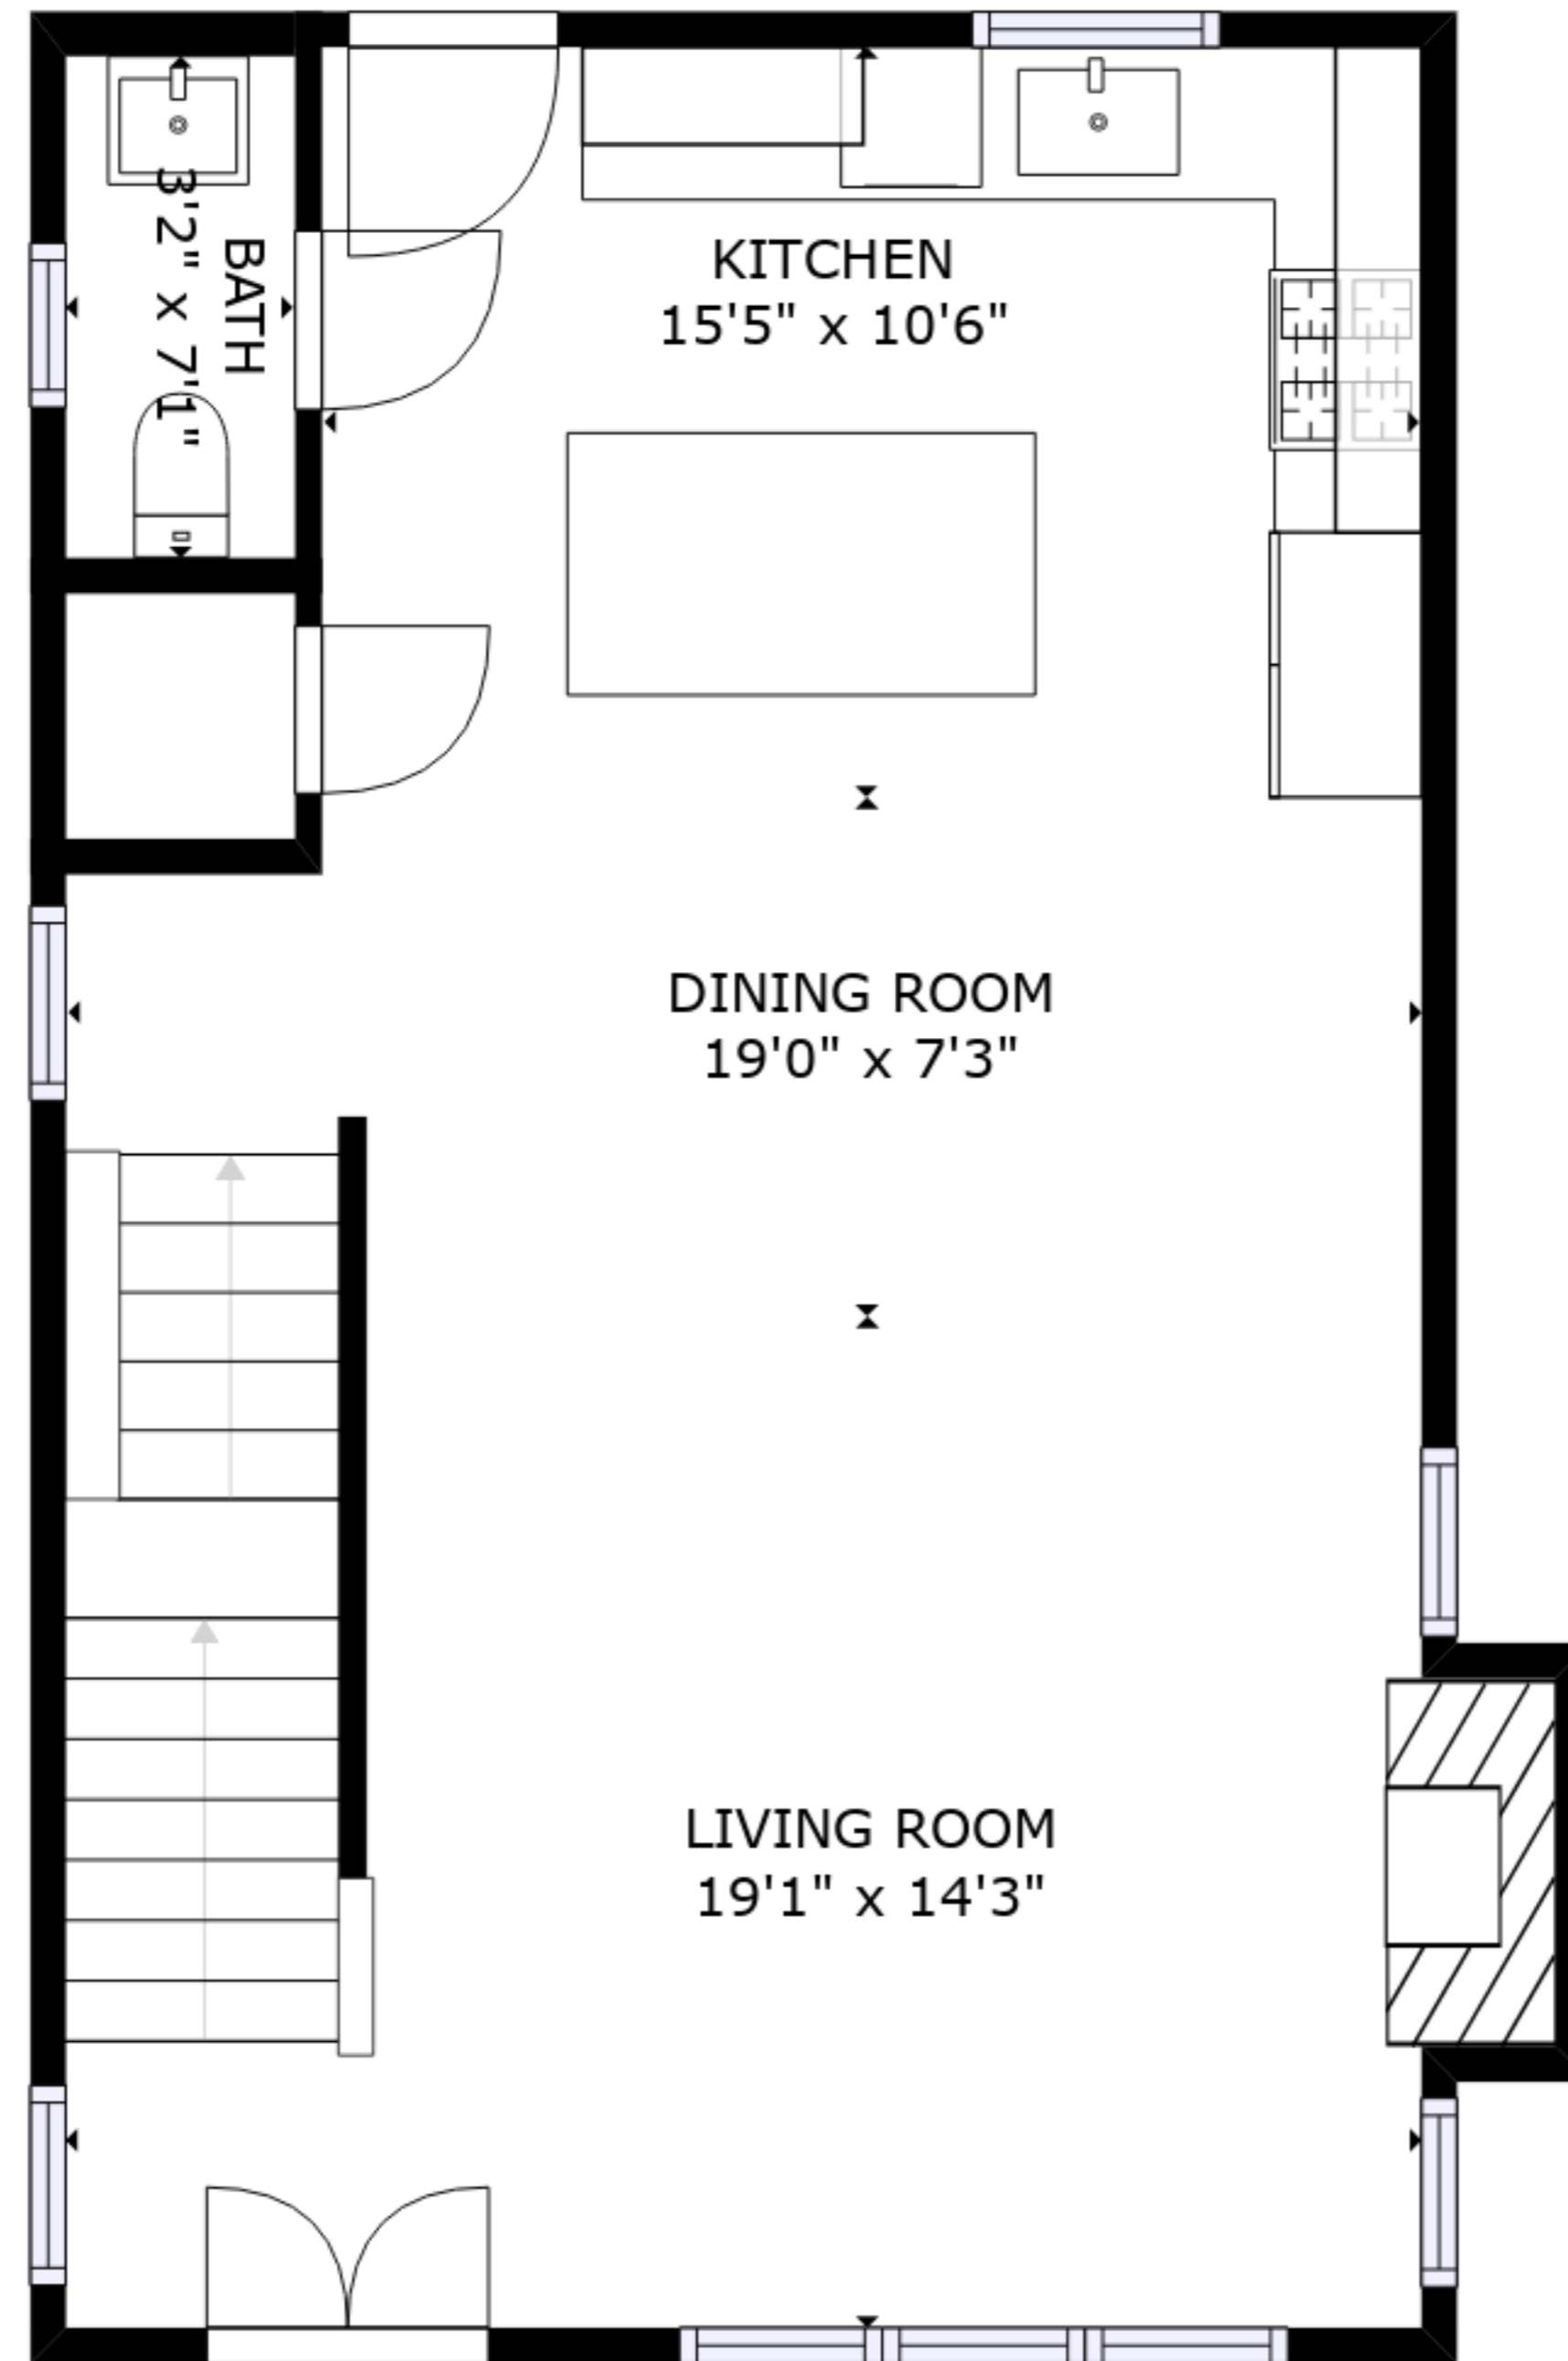 BATH
3'2" x 7'1"
KITCHEN
15'5" x 10'6"
DINING ROOM
19'0" x 7'3"
LIVING ROOM
19'1" x 14'3"